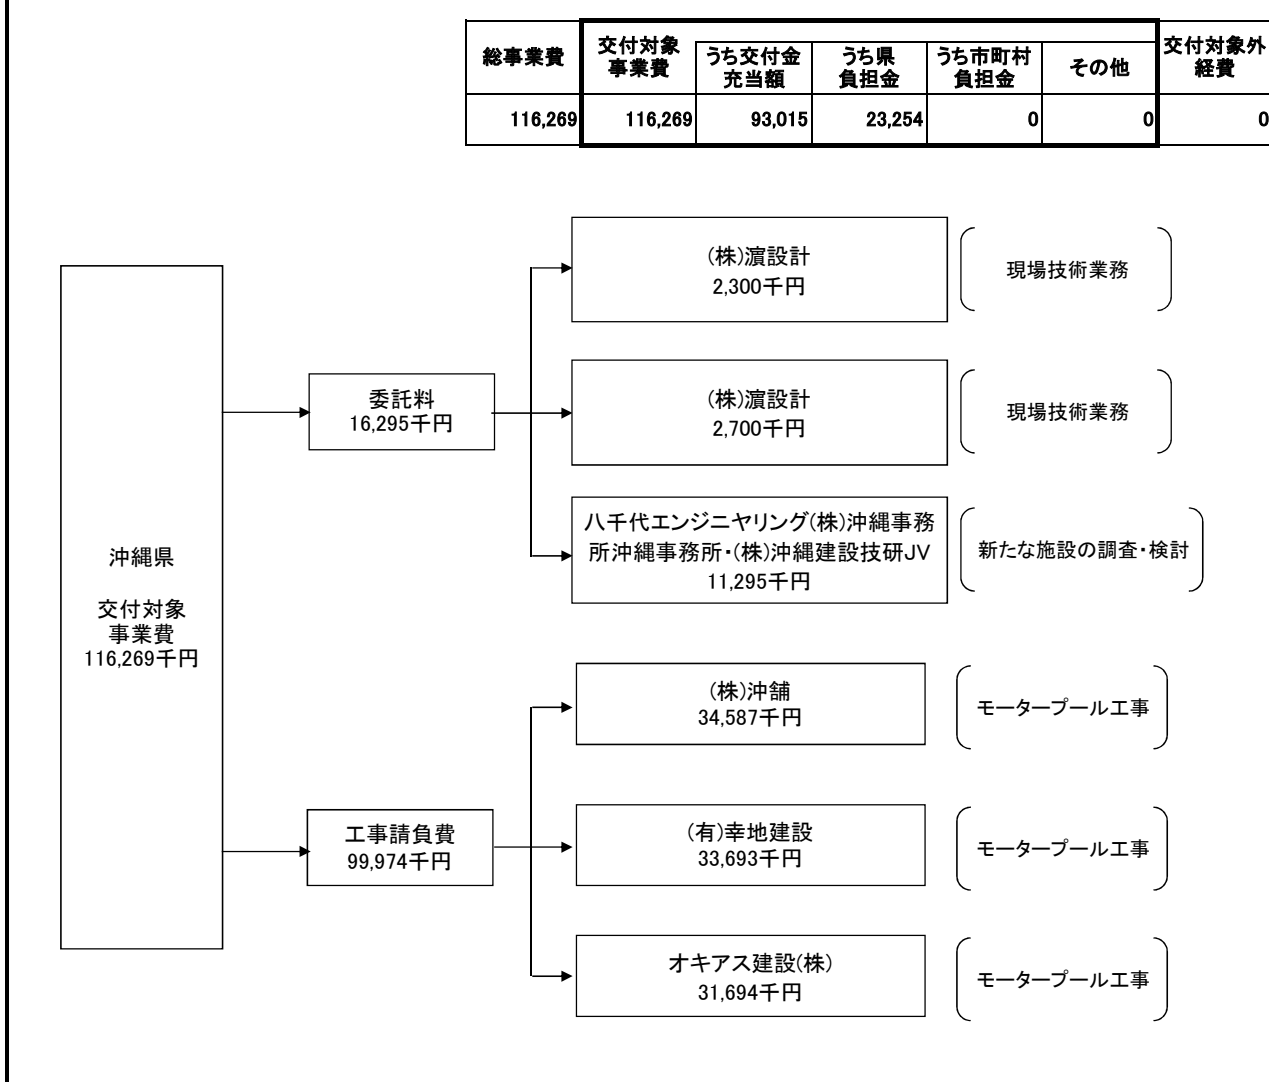 総事業費
交付対象
事業費
うち交付金
充当額
うち県
負担金
うち市町村
負担金
その他
交付対象外
経費
116,269
116,269
93,015
23,254
0
0
0
(株)濵設計
2,300千円
現場技術業務
委託料
16,295千円
(株)濵設計
2,700千円
現場技術業務
八千代エンジニヤリング(株)沖縄事務
所沖縄事務所・(株)沖縄建設技研JV
11,295千円
新たな施設の調査・検討
沖縄県
交付対象
事業費
116,269千円
(株)沖舗
34,587千円
モータープール工事
工事請負費
99,974千円
(有)幸地建設
33,693千円
モータープール工事
オキアス建設(株)
31,694千円
モータープール工事